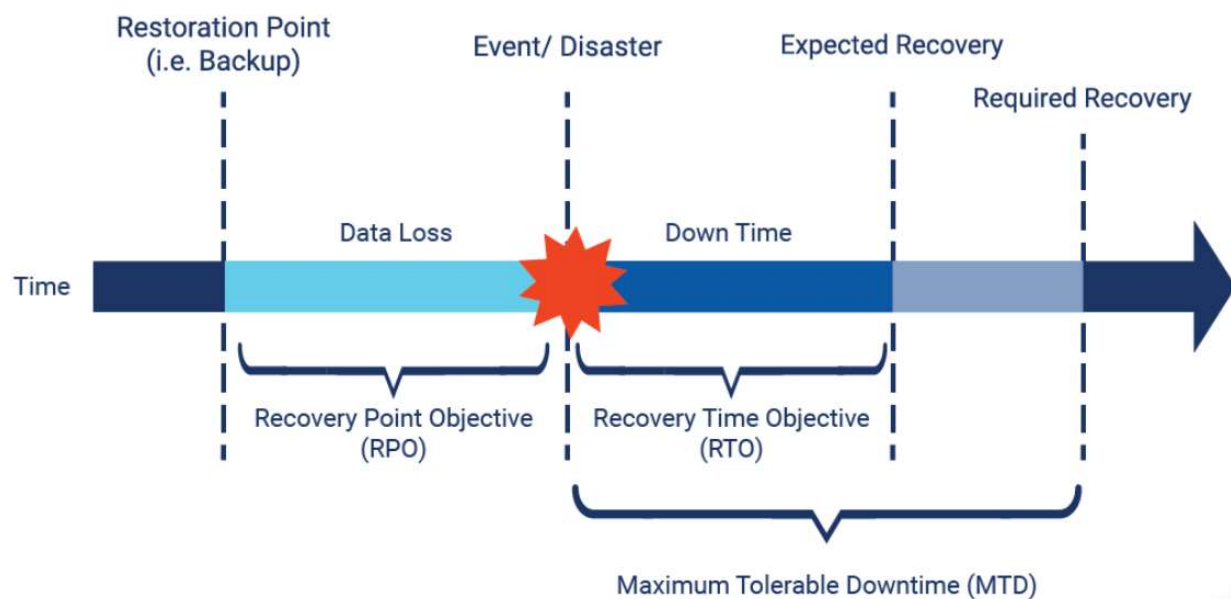 Restoration Point
(i.e. Backup)
Event/ Disaster
Expected Recovery
Required Recovery
Data Loss
Down Time
Time
Recovery Point Objective
(RPO)
Recovery Time Objective
(RTO)
Maximum Tolerable Downtime (MTD)